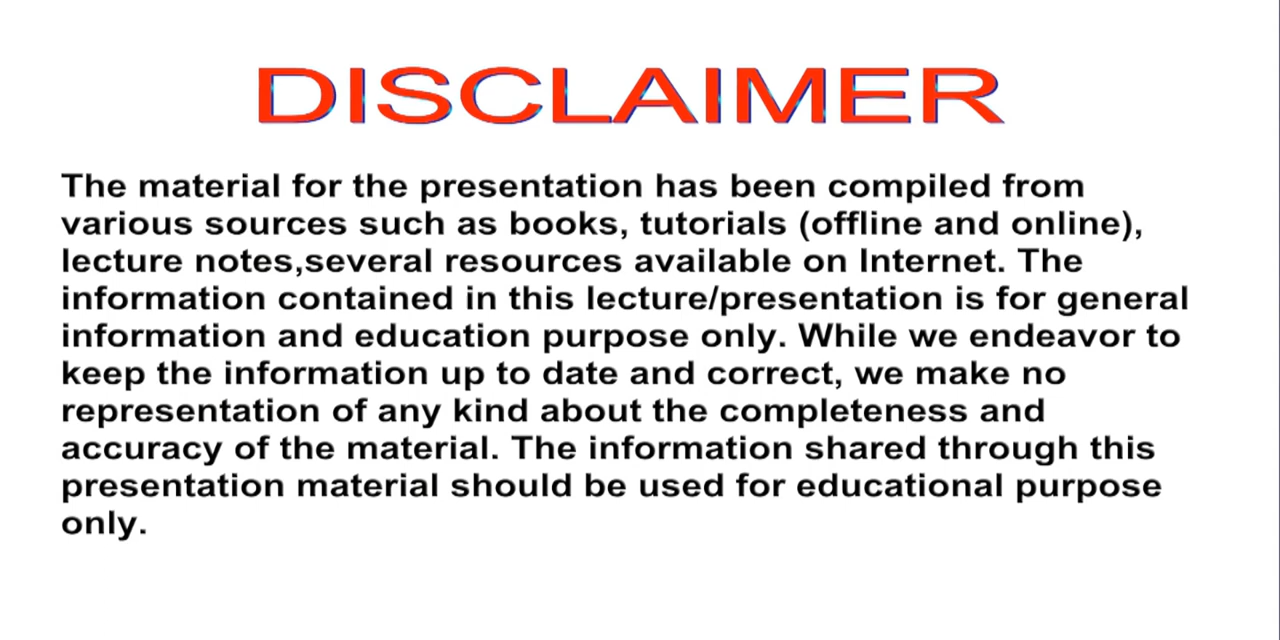 DISCLAIMER
The material for the presentation has been compiled from
various sources such as books, tutorials (offline and online),
lecture notes,several resources available on Internet. The
information contained in this lecture/presentation is for general
information and education purpose only. While we endeavor to
keep the information up to date and correct, we make no
representation of any kind about the completeness and
accuracy of the material. The information shared through this
presentation material should be used for educational purpose
only.